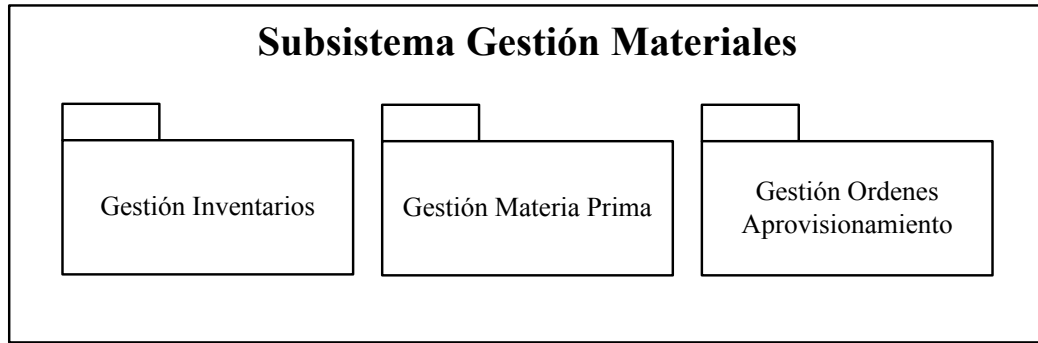 Subsistema Gestión Materiales
Gestión Inventarios
Gestión Materia Prima
Gestión Ordenes
Aprovisionamiento